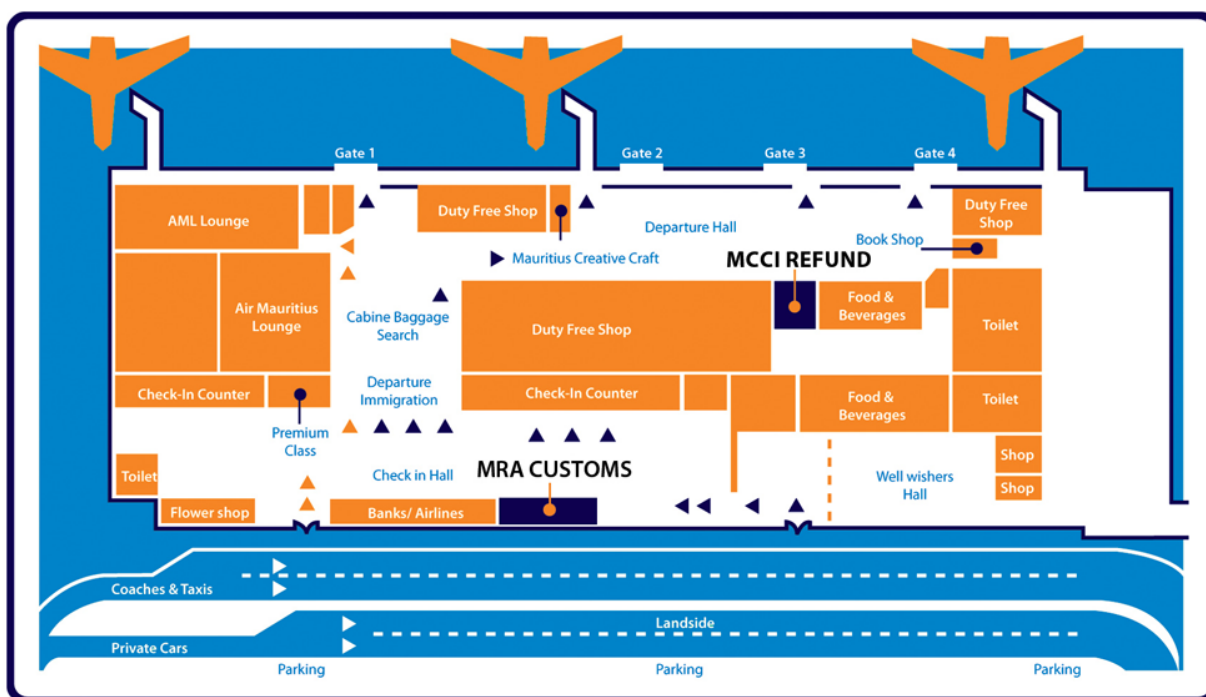 Gate 1
Gate 2
Gate 3
Gate 4
AML Lounge
Duty Free Shop
Departure Hall
Duty Free
Shop
Book Shop
Mauritius Creative Craft
MCCI REFUND
Air Mauritius
Lounge
Cabine Baggage
Search
Duty Free Shop
Food &
Beverages
Toilet
Check-In Counter
Departure
Immigration
Check-In Counter
Food &
Beverages
Toilet
Premium
Class
Toilet
Check in Hall
MRA CUSTOMS
Well wishers
Hall
Shop
Shop
Flower shop
Banks/ Airlines
Coaches & Taxis
Landside
Private Cars
Parking
Parking
Parking